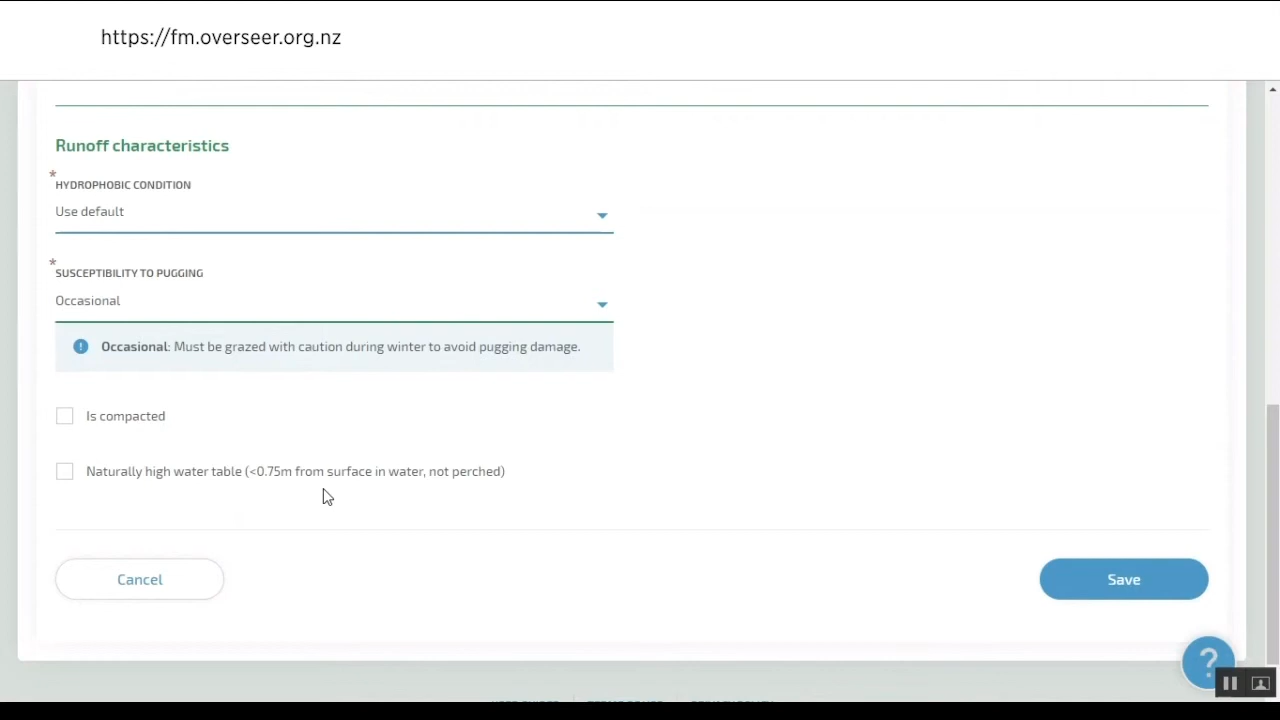 https://fm.overseer.org.nz
Runoff characteristics
*
HYDROPHOBIC CONDITION
Use default
*
SUSCEPTIBILITY TO PUGGING
Occasional
Occasional: Must be grazed with caution during winter to avoid pugging damage.
Is compacted
Naturally high water table (<0.75m from surface in water, not perched)
Cancel
Save
?